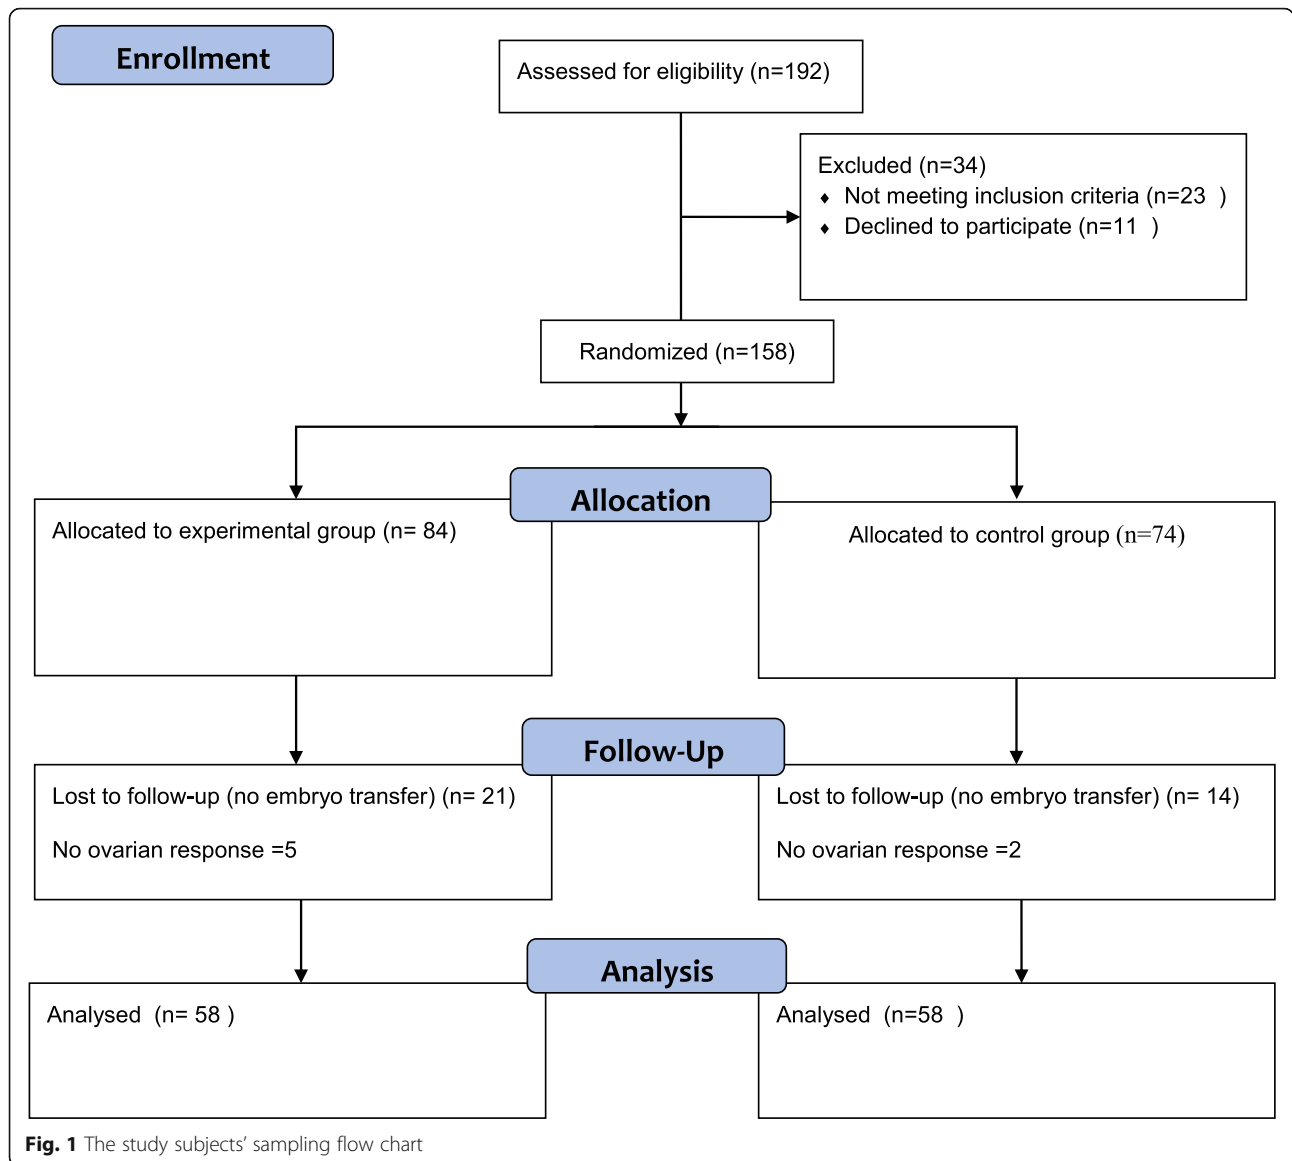 Enrollment
Assessed for eligibility (n=192)
Excluded (n=34)
♦ Not meeting inclusion criteria (n=23 )
♦ Declined to participate (n=11 )
Randomized (n=158)
Allocation
Allocated to experimental group (n= 84)
Allocated to control group (n=74)
Follow-Up
Lost to follow-up (no embryo transfer) (n= 21)
No ovarian response =5
Lost to follow-up (no embryo transfer) (n= 14)
No ovarian response =2
Analysis
Analysed (n= 58 )
Analysed (n=58 )
Fig. 1 The study subjects' sampling flow chart